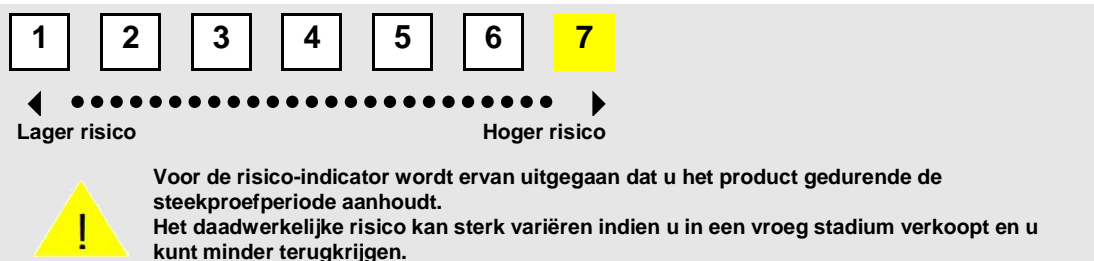 1 2 3 4 5 6 7
Lager risico Hoger risico
Voor de risico-indicator wordt ervan uitgegaan dat u het product gedurende de
steekproefperiode aanhoudt.
!
Het daadwerkelijke risico kan sterk variëren indien u in een vroeg stadium verkoopt en u
kunt minder terugkrijgen.